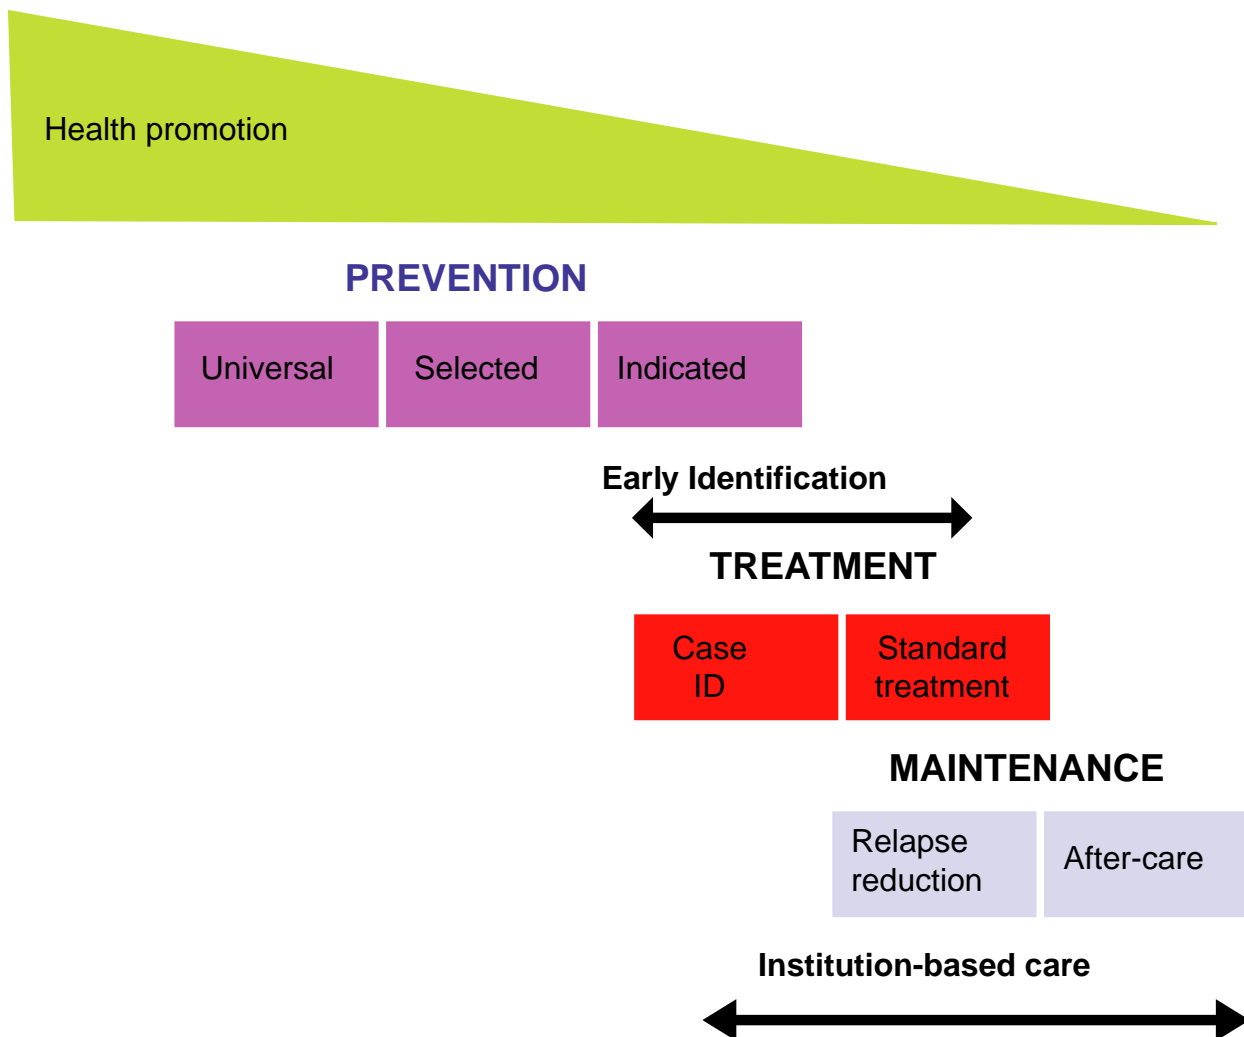 Health promotion
PREVENTION
Universal
Selected
Indicated
Early Identification
TREATMENT
Case
ID
Standard
treatment
MAINTENANCE
Relapse
reduction
After-care
Institution-based care